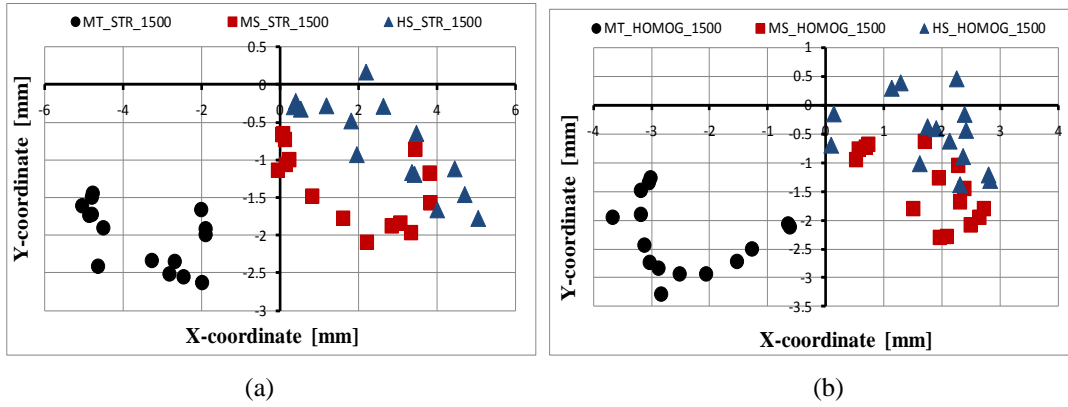 MT_STR_1500 MS_STR_1500 HS_STR_1500
0.5
0
-6 -4 -2 0 2 4 6
-0.5
-1
-1.5
-2
-2.5
-3
Y-coordinate [mm]
X-coordinate [mm]
(a)
MT_HOMOG_1500 MS_HOMOG_1500 HS_HOMOG_1500
1
0.5
0
-4 -3 -2 -1 0 1 2 3 4
-0.5
-1
-1.5
-2
-2.5
-3
-3.5
Y-coordinate [mm]
X-coordinate [mm]
(b)